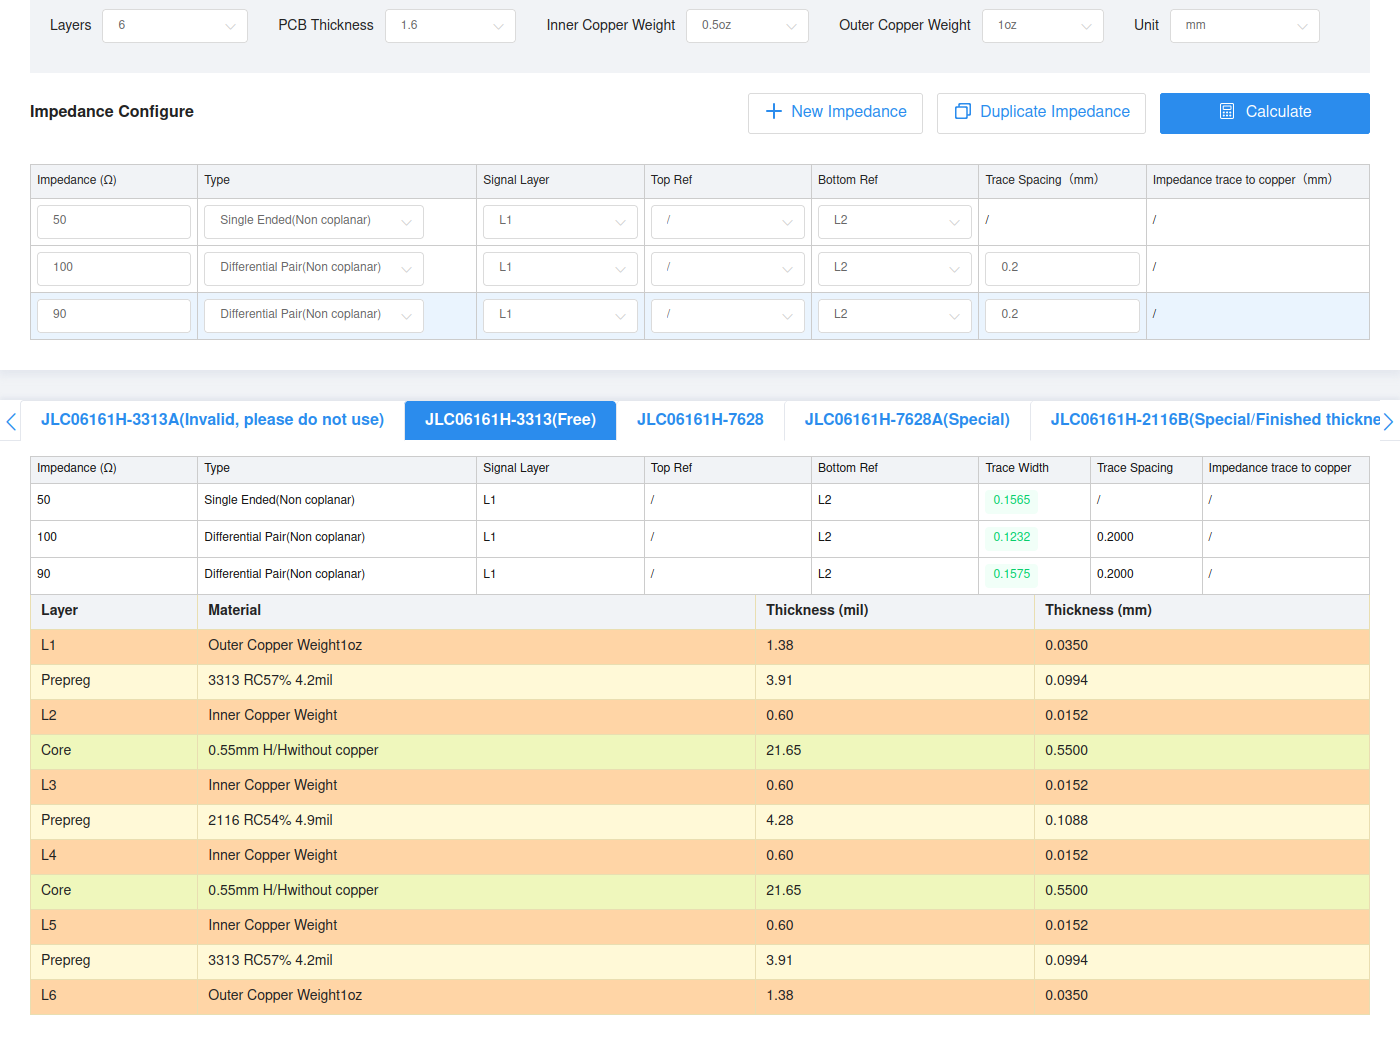 Layers 6 PCB Thickness 1.6 Inner Copper Weight 0.5oz Outer Copper Weight 1oz Unit mm
Impedance Configure New Impedance Duplicate Impedance Calculate
Impedance (Ω) Type Signal Layer Top Ref Bottom Ref Trace Spacing（mm） Impedance trace to copper（mm）
50 Single Ended(Non coplanar) L1 / L2 / /
100 Differential Pair(Non coplanar) L1 / L2 0.2 /
90 Differential Pair(Non coplanar) L1 / L2 0.2 /
JLC06161H-3313A(Invalid, please do not use) JLC06161H-3313(Free) JLC06161H-7628 JLC06161H-7628A(Special) JLC06161H-2116B(Special/Finished thickne
Impedance (Ω) Type Signal Layer Top Ref Bottom Ref Trace Width Trace Spacing Impedance trace to copper
50 Single Ended(Non coplanar) L1 / L2 0.1565 / /
100 Differential Pair(Non coplanar) L1 / L2 0.1232 0.2000 /
90 Differential Pair(Non coplanar) L1 / L2 0.1575 0.2000 /
Layer Material Thickness (mil) Thickness (mm)
L1 Outer Copper Weight1oz 1.38 0.0350
Prepreg 3313 RC57% 4.2mil 3.91 0.0994
L2 Inner Copper Weight 0.60 0.0152
Core 0.55mm H/Hwithout copper 21.65 0.5500
L3 Inner Copper Weight 0.60 0.0152
Prepreg 2116 RC54% 4.9mil 4.28 0.1088
L4 Inner Copper Weight 0.60 0.0152
Core 0.55mm H/Hwithout copper 21.65 0.5500
L5 Inner Copper Weight 0.60 0.0152
Prepreg 3313 RC57% 4.2mil 3.91 0.0994
L6 Outer Copper Weight1oz 1.38 0.0350